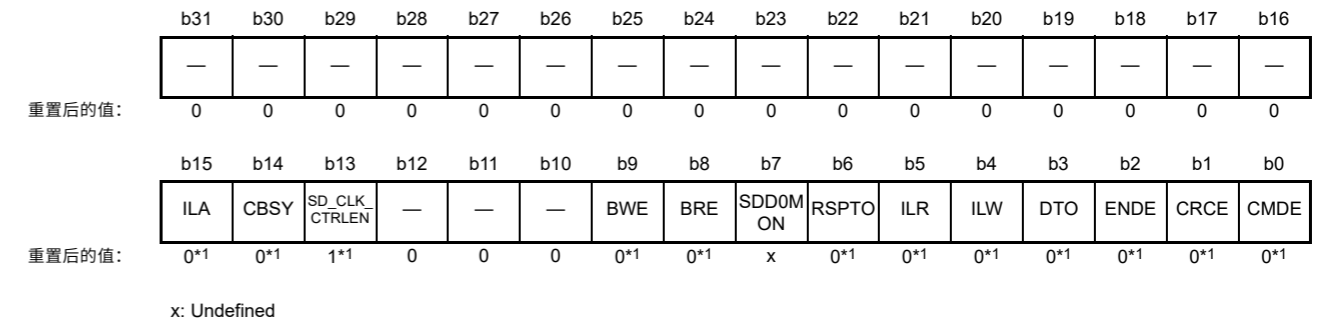 b31 b30 b29 b28 b27 b26 b25 b24 b23 b22 b21 b20 b19 b18 b17 b16
— — — — — — — — — — — — — — — —
重置后的值： 0 0 0 0 0 0 0 0 0 0 0 0 0 0 0 0
b15 b14 b13 b12 b11 b10 b9 b8 b7 b6 b5 b4 b3 b2 b1 b0
ILA CBSY SD_CLK_CTRLEN — — — BWE BRE SDD0MON RSPTO ILR ILW DTO ENDE CRCE CMDE
重置后的值： 0*1 0*1 1*1 0 0 0 0*1 0*1 x 0*1 0*1 0*1 0*1 0*1 0*1 0*1
x: Undefined